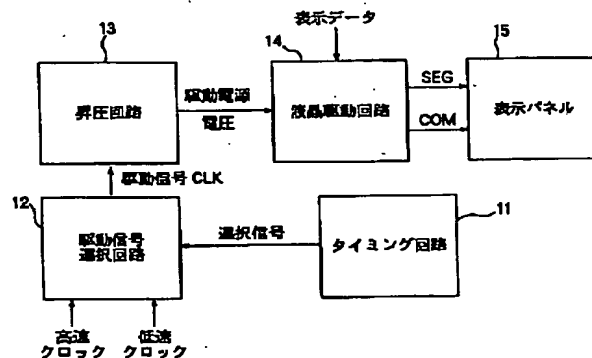 表示データ
13
14
15
昇圧回路
駆動電源
電圧
液晶駆動回路
SEG
COM
表示パネル
駆動信号 CLK
12
駆動信号
選択回路
選択信号
11
タイミング回路
高速
クロック
低速
クロック